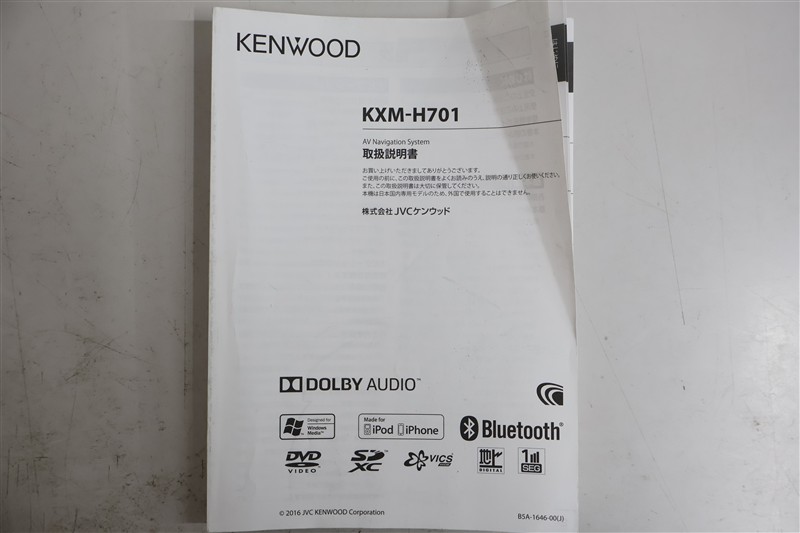 KENWOOD
KXM-H701
AV Navigation System
取扱説明書
お買い上げいただきましてありがとうございます。
ご使用の前に、この取扱説明書をよくお読みのうえ、説明の通り正しくお使いください。
また、この取扱説明書は大切に保管してください。
本機は日本国内専用モデルのため、外国で使用することはできません。
株式会社 JVCケンウッド
DOLBY AUDIO™
Designed for
Windows
Media™
Made for
iPod iPhone
Bluetooth®
DVD
VIDEO
SD
XC
VICS
地上
DIGITAL
1
SEG
© 2016 JVC KENWOOD Corporation
B5A-1646-00(J)